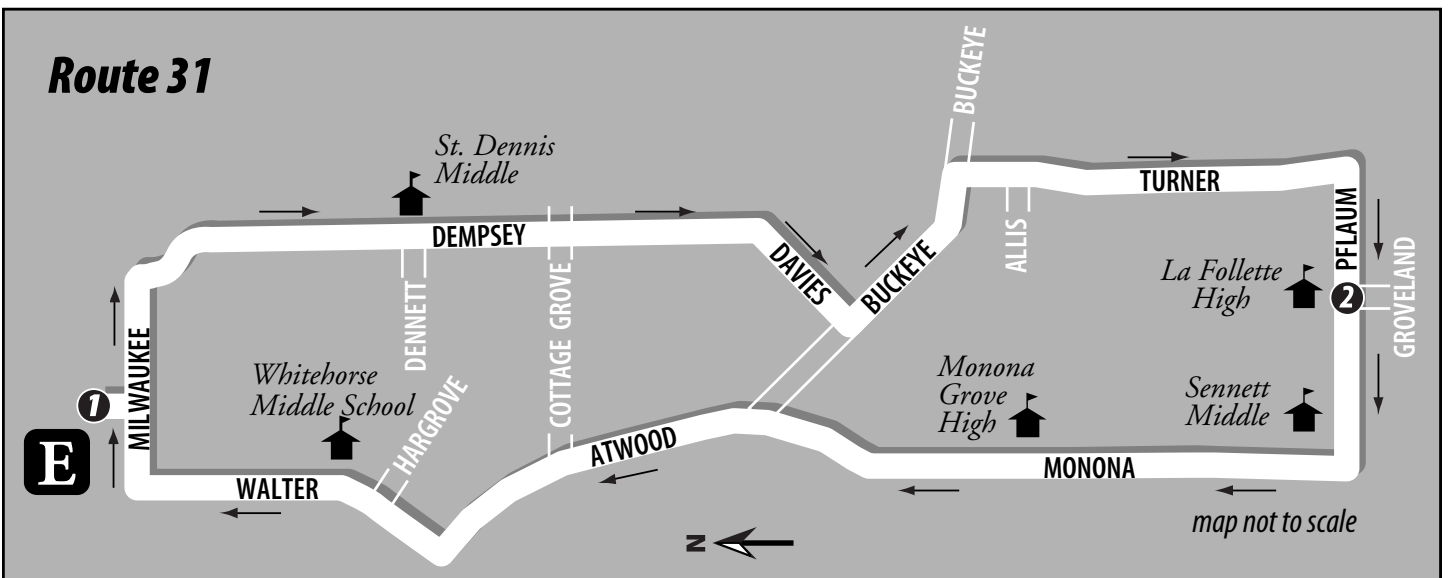 Route 31
BUCKEYE
St. Dennis
Middle
DEMPSEY
TURNER
DENNETT
COTTAGE GROVE
DAVIES
BUCKEYE
ALLIS
PFLAUM
La Follette
High
2
GROVELAND
MILWAUKEE
1
E
Whitehorse
Middle School
HARGROVE
Monona
Grove
High
Sennett
Middle
WALTER
ATWOOD
MONONA
N
map not to scale